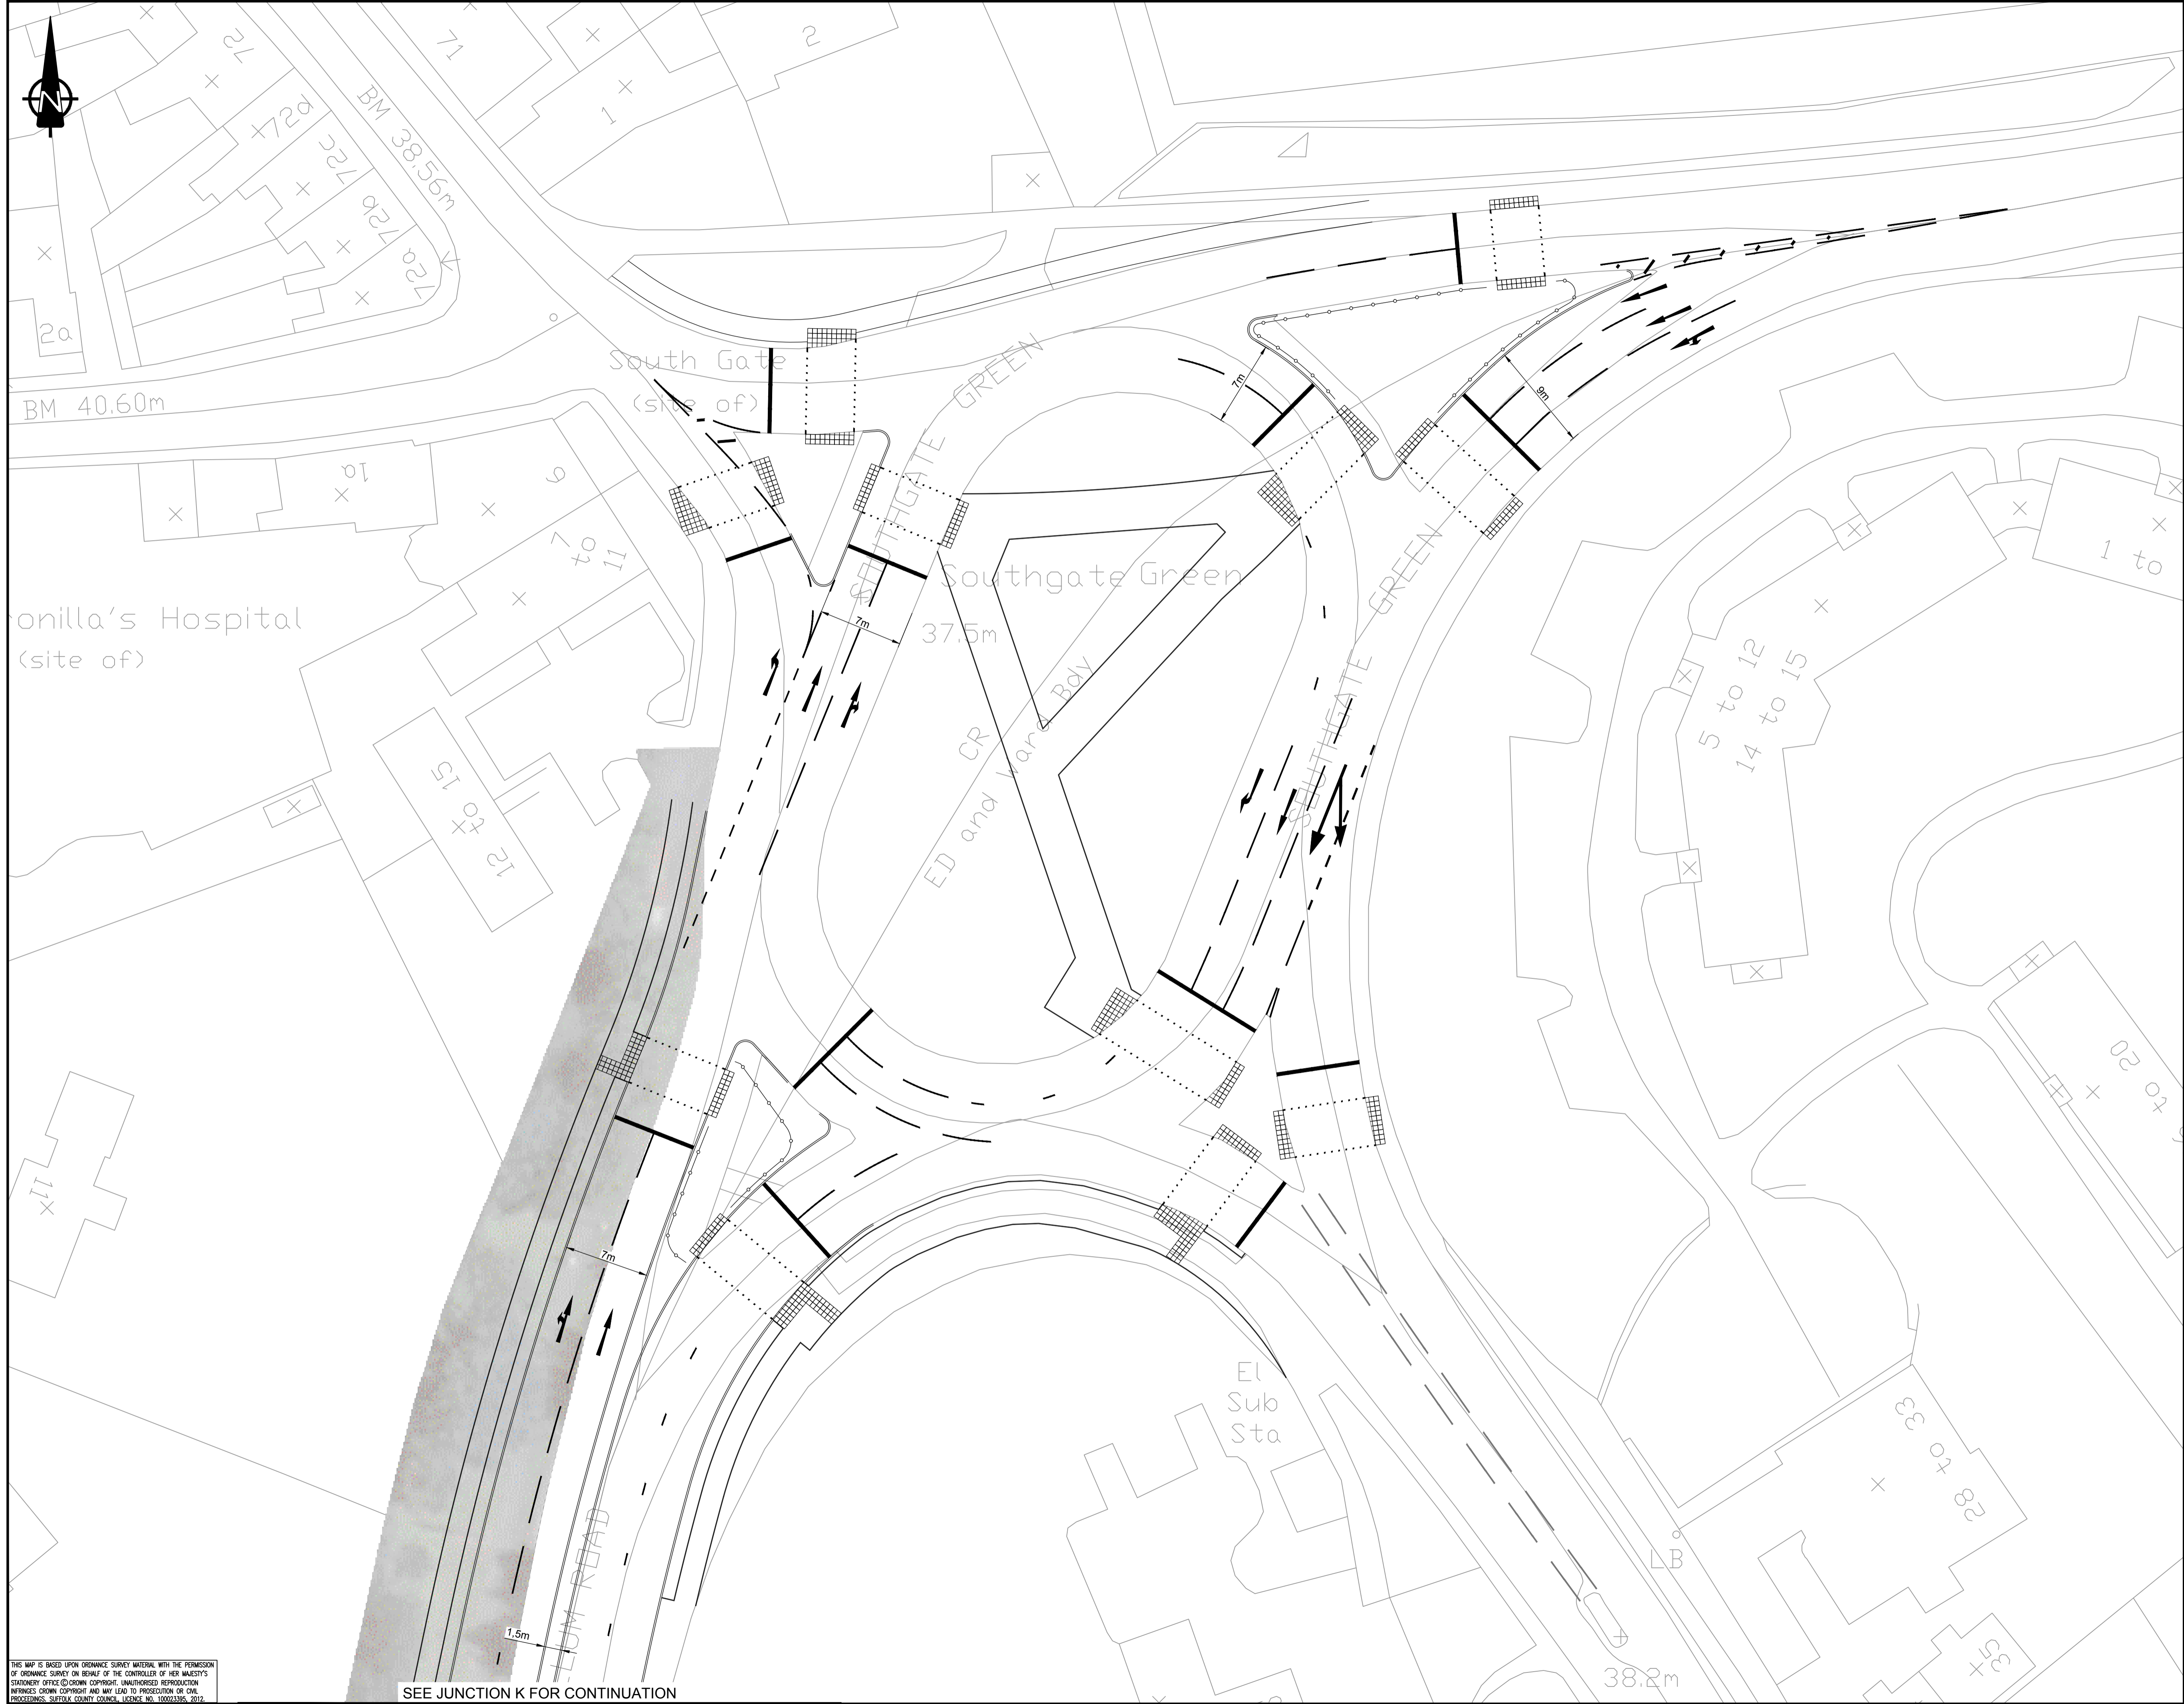 N
72
71
2
1
72d
72c
72b
72a
BM 38.56m
2a
BM 40.60m
South Gate
(site of)
GREEN
SOUTHGATE
7m
9m
1a
9
7
to
11
onilla's Hospital
(site of)
Southgate Green
37.5m
7m
GREEN
SOUTHGATE
CR
ED and Ward Bdy
12 to 15
5 to 12
14 to 15
1 to
to 20
11
7m
El
Sub
Sta
28 to 33
LB
35
38.2m
LUM ROAD
1,5m
SEE JUNCTION K FOR CONTINUATION
THIS MAP IS BASED UPON ORDNANCE SURVEY MATERIAL WITH THE PERMISSION
OF ORDNANCE SURVEY ON BEHALF OF THE CONTROLLER OF HER MAJESTY'S
STATIONERY OFFICE © CROWN COPYRIGHT. UNAUTHORISED REPRODUCTION
INFRINGES CROWN COPYRIGHT AND MAY LEAD TO PROSECUTION OR CIVIL
PROCEEDINGS. SUFFOLK COUNTY COUNCIL, LICENCE NO. 100023395, 2012.